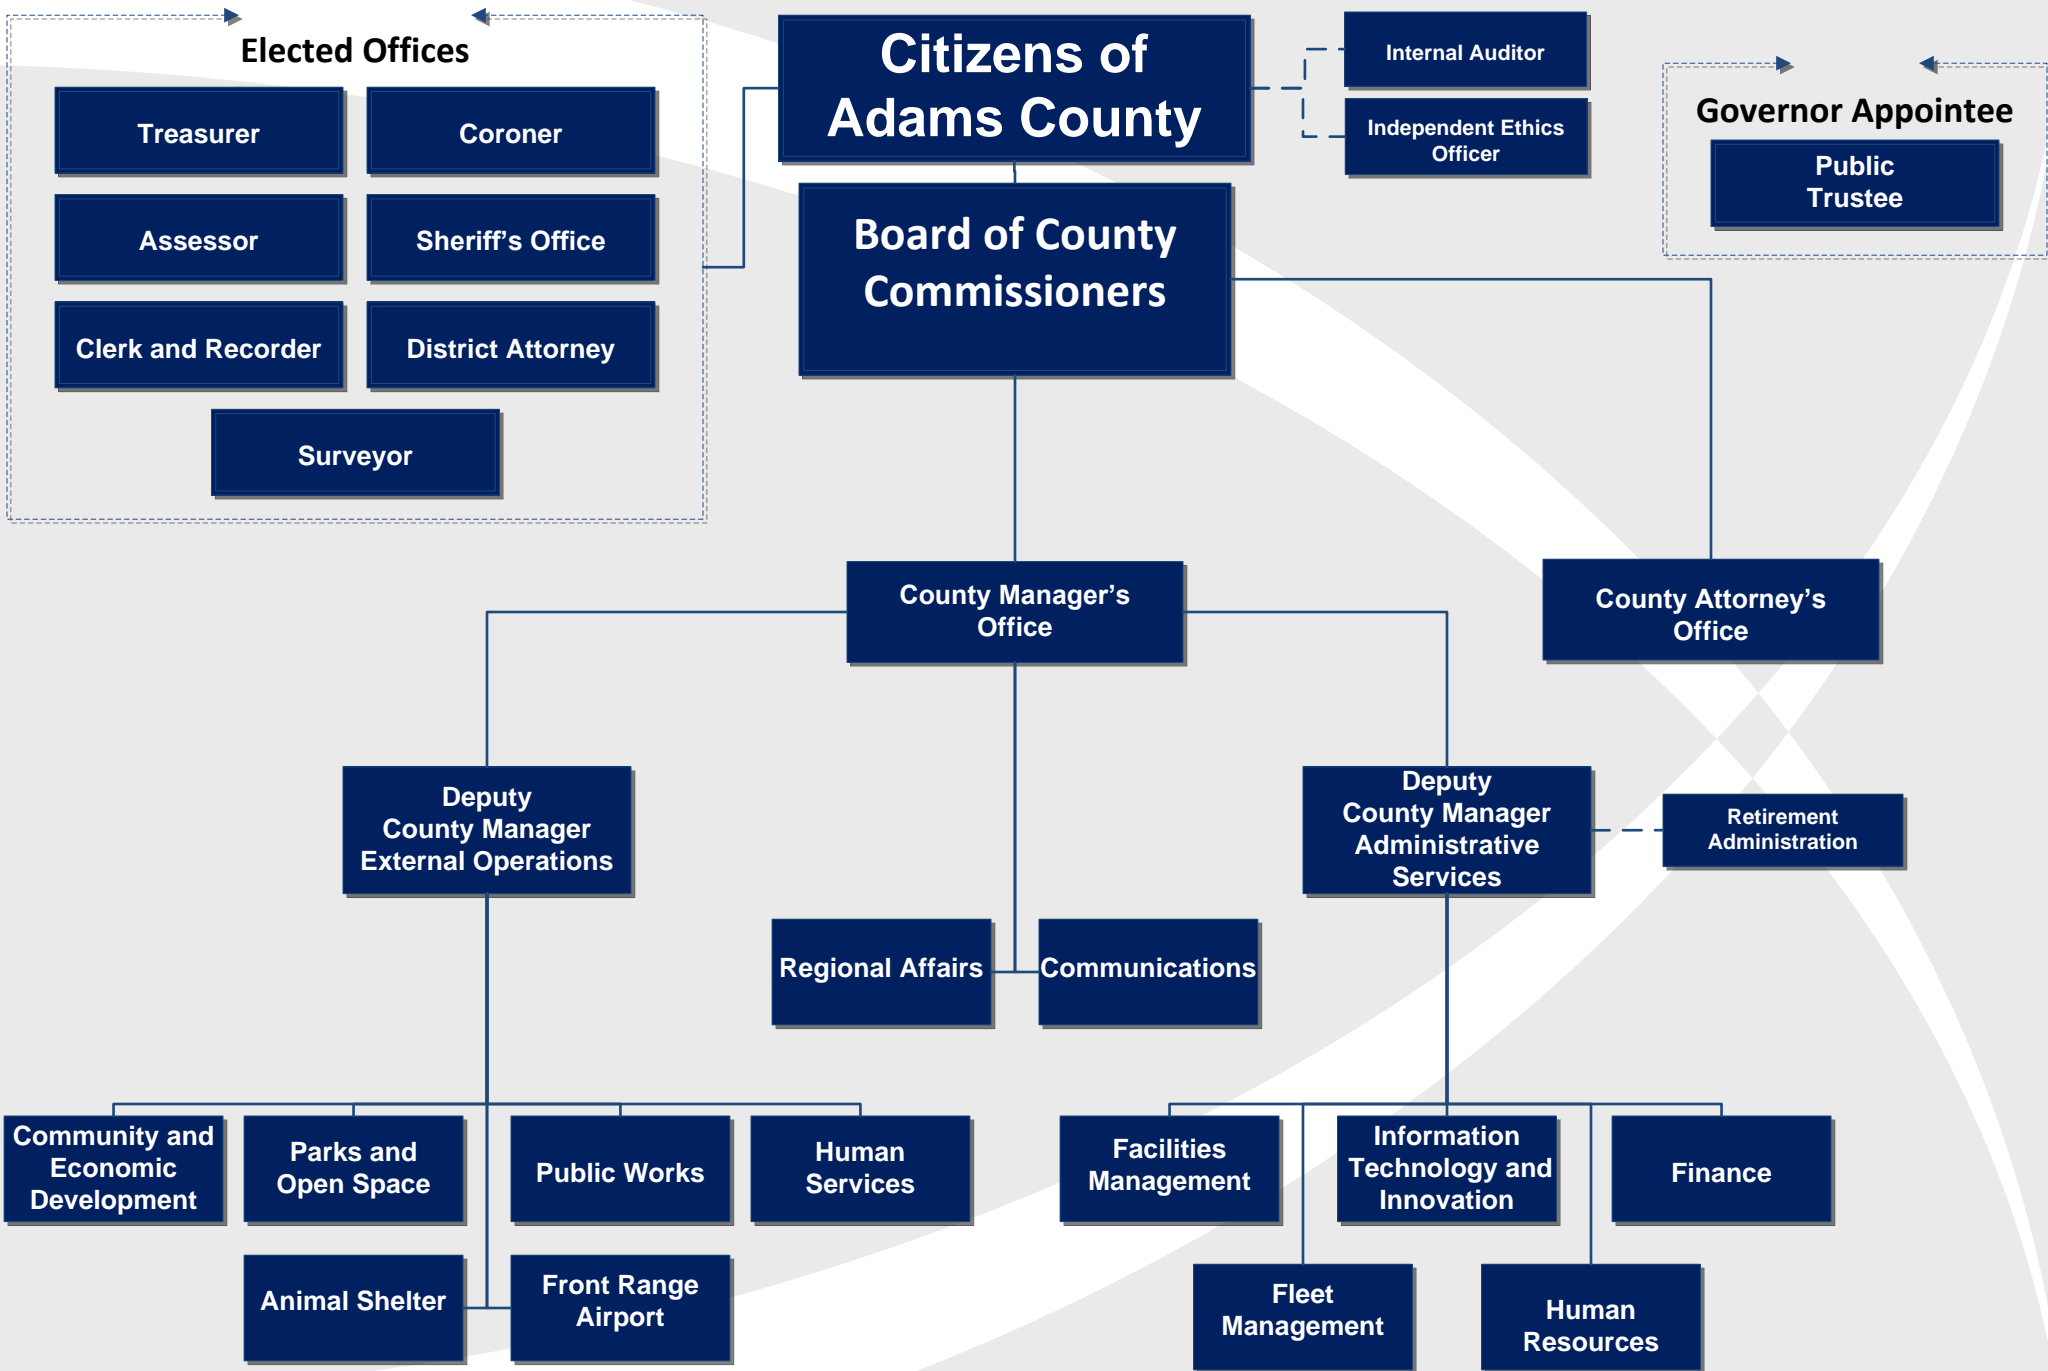 Elected Offices
Treasurer
Coroner
Assessor
Sheriff’s Office
Clerk and Recorder
District Attorney
Surveyor
Citizens of
Adams County
Internal Auditor
Independent Ethics
Officer
Governor Appointee
Public
Trustee
Board of County
Commissioners
County Manager’s
Office
County Attorney’s
Office
Deputy
County Manager
External Operations
Deputy
County Manager
Administrative
Services
Retirement
Administration
Regional Affairs
Communications
Community and
Economic
Development
Parks and
Open Space
Public Works
Human
Services
Animal Shelter
Front Range
Airport
Facilities
Management
Information
Technology and
Innovation
Finance
Fleet
Management
Human
Resources